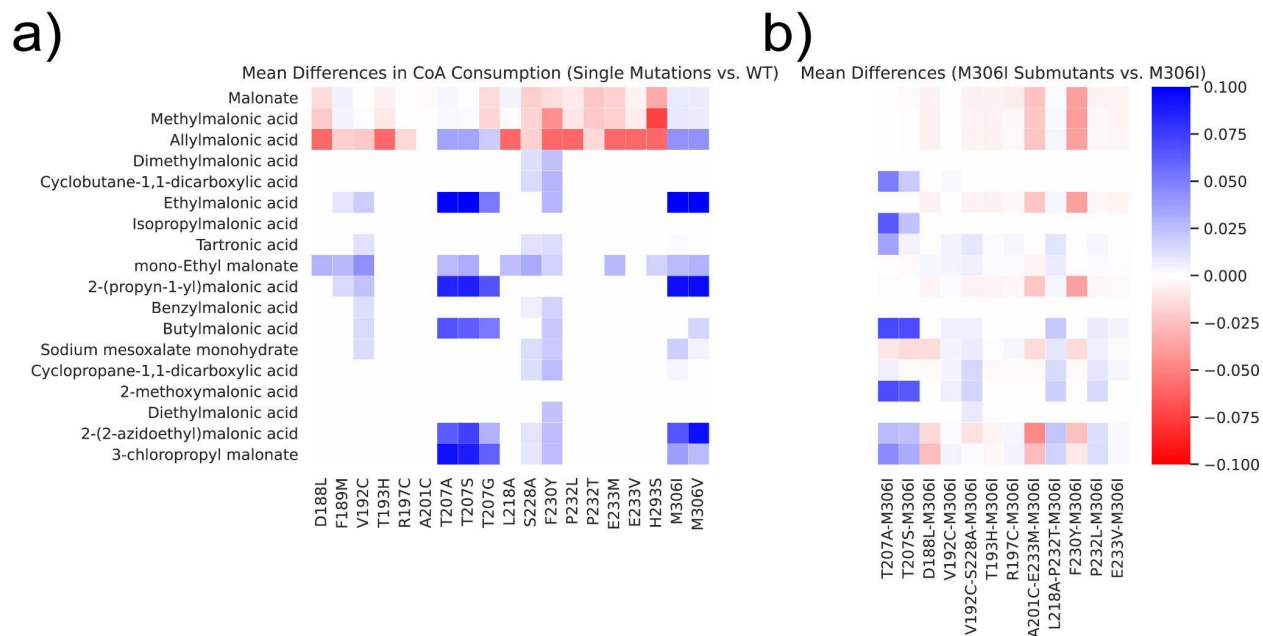 a)
b)
Mean Differences in CoA Consumption (Single Mutations vs. WT)
Mean Differences (M306I Submutants vs. M306I)
Malonate
Methylmalonic acid
Allylmalonic acid
Dimethylmalonic acid
Cyclobutane-1,1-dicarboxylic acid
Ethylmalonic acid
Isopropylmalonic acid
Tartronic acid
mono-Ethyl malonate
2-(propyn-1-yl)malonic acid
Benzylmalonic acid
Butylmalonic acid
Sodium mesoxalate monohydrate
Cyclopropane-1,1-dicarboxylic acid
2-methoxymalonic acid
Diethylmalonic acid
2-(2-azidoethyl)malonic acid
3-chloropropyl malonate
D188L
F189M
V192C
T193H
R197C
A201C
T207A
T207S
T207G
L218A
S228A
F230Y
P232L
P232T
E233M
E233V
H293S
M306I
M306V
T207A-M306I
T207S-M306I
D188L-M306I
V192C-M306I
V192C-S228A-M306I
T193H-M306I
R197C-M306I
A201C-E233M-M306I
L218A-P232T-M306I
F230Y-M306I
P232L-M306I
E233V-M306I
0.100
0.075
0.050
0.025
0.000
−0.025
−0.050
−0.075
−0.100